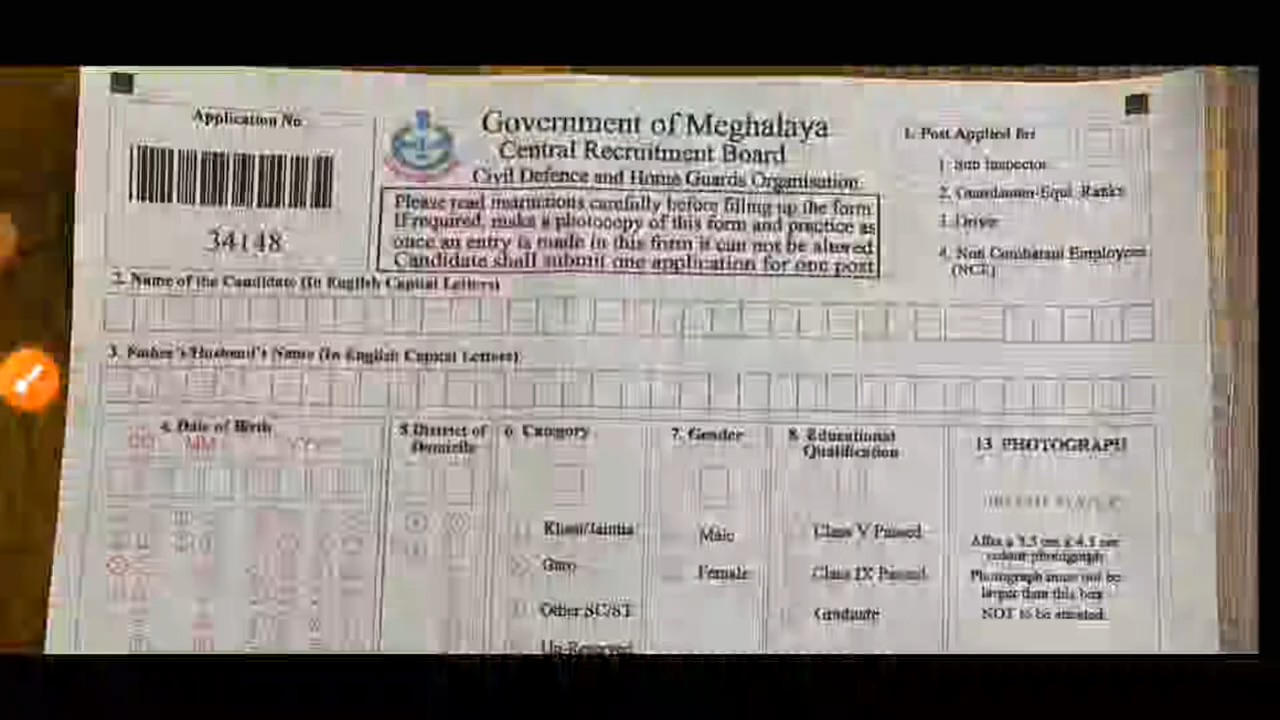 Application No
34148
Government of Meghalaya
Central Recruitment Board
Civil Defence and Home Guards Organisation
Please read instructions carefully before filling up the form
If required, make a photocopy of this form and practice as
once an entry is made in this form it can not be altered
Candidate shall submit one application for one post
1. Post Applied for
1. Sub Inspector
2. Guardsman-Equi. Ranks
3. Driver
4. Non Combatant Employees
(NCE)
2. Name of the Candidate (In English Capital Letters)
3. Father's/Husband's Name (In English Capital Letters)
4. Date of Birth
DD MM YYYY
5 District of
Domicile
6. Category
Khasi/Jaintia
Garo
Other SC/ST
Un-Reserved
7. Gender
Male
Female
8. Educational
Qualification
Class V Passed
Class IX Passed
Graduate
13 PHOTOGRAPH
Affix a 3.5 cm x 4.5 cm
colour photograph
Photograph must not be
larger than this box
NOT to be attested